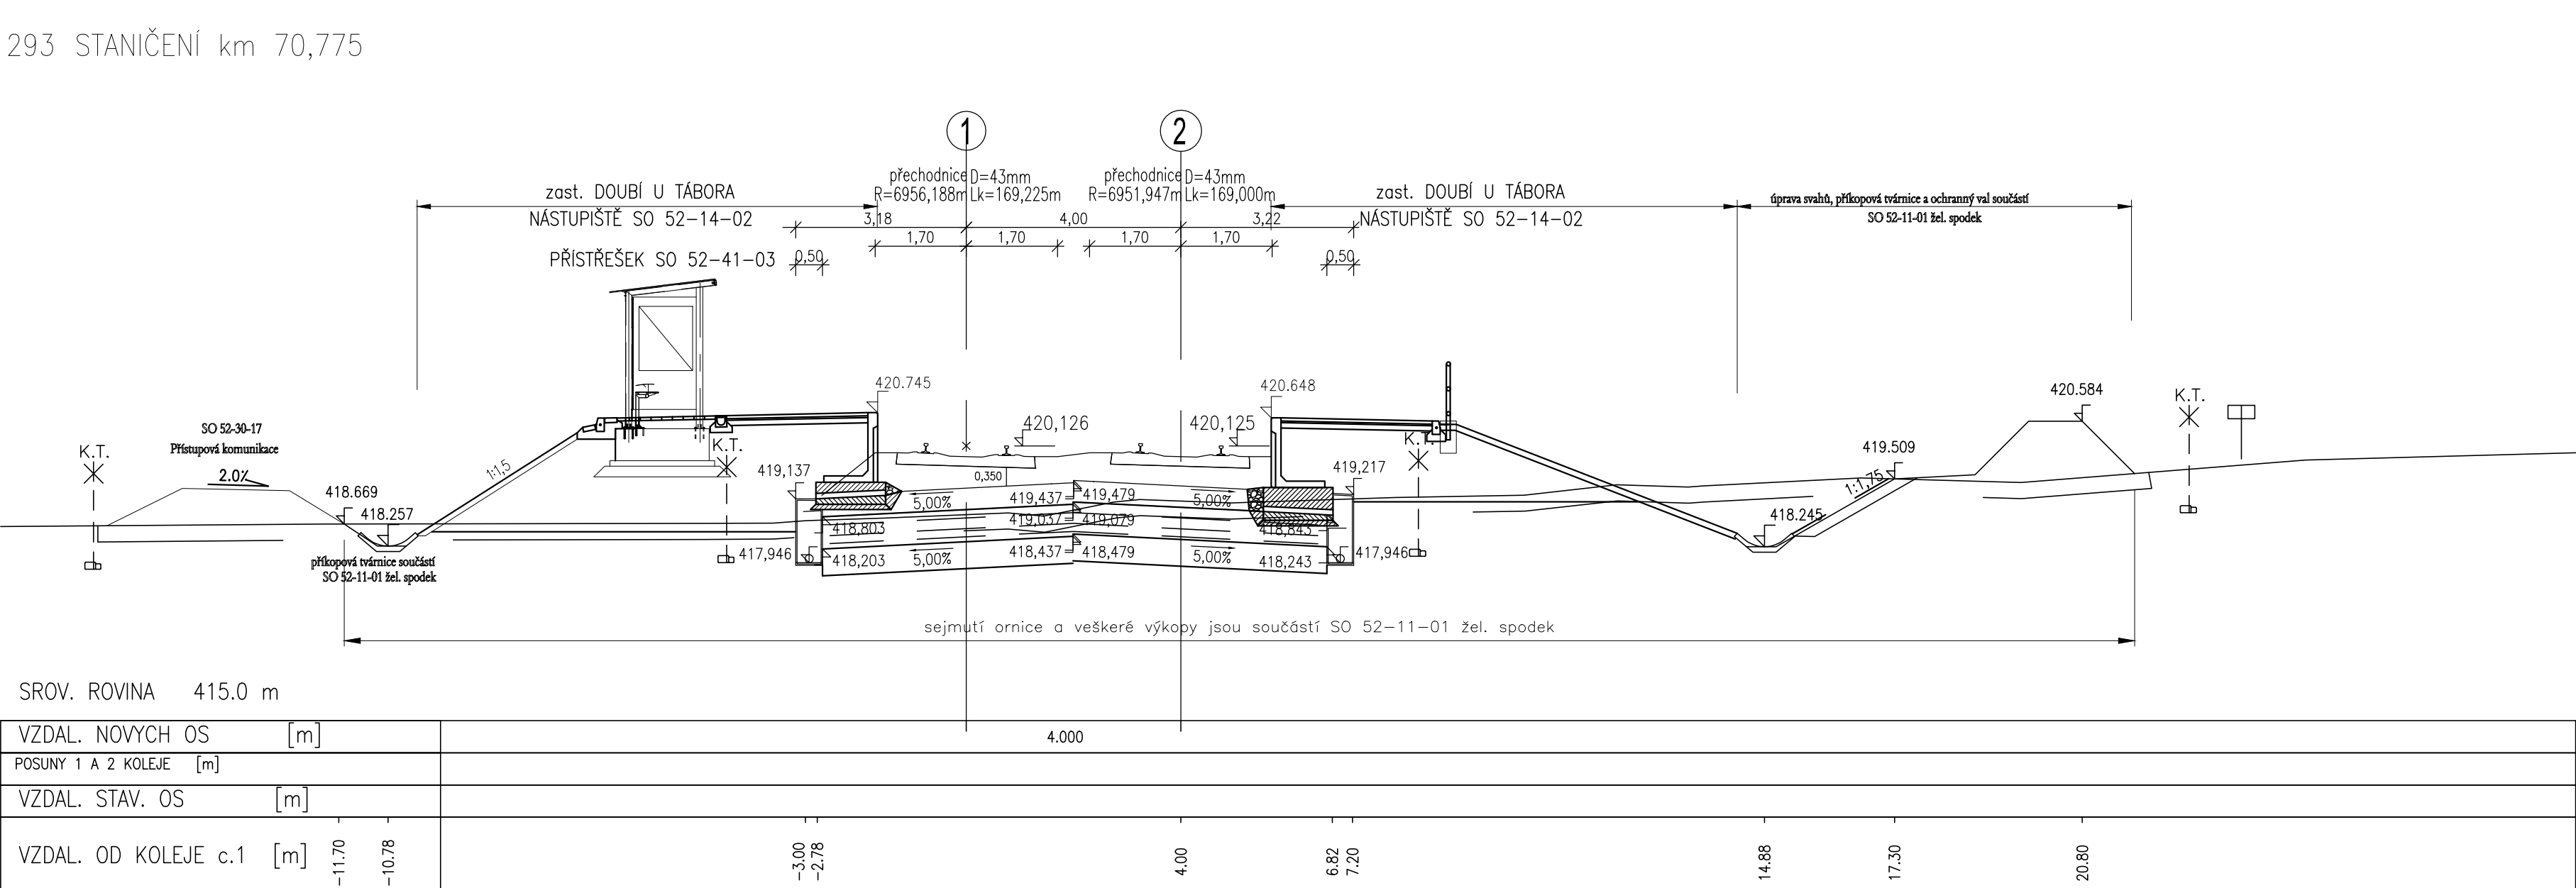 293 STANIČENÍ km 70,775
1
2
přechodnice D=43mm
R=6956,188m Lk=169,225m
přechodnice D=43mm
R=6951,947m Lk=169,000m
zast. DOUBÍ U TÁBORA
NÁSTUPIŠTĚ SO 52-14-02
PŘÍSTŘEŠEK SO 52-41-03
3,18
4,00
3,22
1,70
1,70
1,70
1,70
0,50
0,50
zast. DOUBÍ U TÁBORA
NÁSTUPIŠTĚ SO 52-14-02
úprava svahů, příkopová tvárnice a ochranný val součástí
SO 52-11-01 žel. spodek
420.745
420.648
420.584
420,126
420,125
K.T.
K.T.
K.T.
K.T.
SO 52-30-17
Přístupová komunikace
2.0%
1:1,5
419,137
0,350
419,217
419.509
1:1,75
418.669
418.257
418.245
5,00%
419,437
419,479
5,00%
418,803
419,037
419,079
418,843
417,946
418,203
5,00%
418,437
418,479
5,00%
418,243
417,946
příkopová tvárnice součástí
SO 52-11-01 žel. spodek
sejmutí ornice a veškeré výkopy jsou součástí SO 52-11-01 žel. spodek
SROV. ROVINA 415.0 m
VZDAL. NOVYCH OS [m]
4.000
POSUNY 1 A 2 KOLEJE [m]
VZDAL. STAV. OS [m]
VZDAL. OD KOLEJE c.1 [m]
-11.70
-10.78
-3.00
-2.78
4.00
6.82
7.20
14.88
17.30
20.80